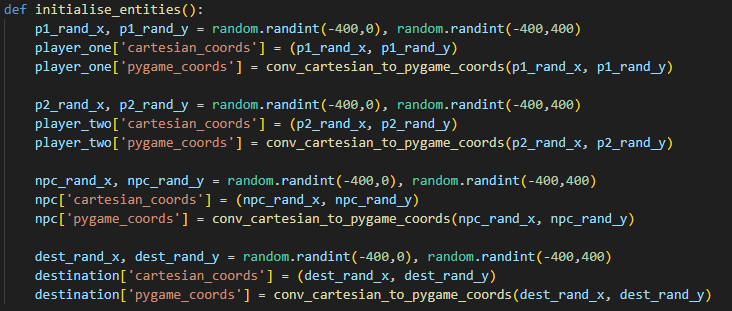 def initialise_entities():
    p1_rand_x, p1_rand_y = random.randint(-400,0), random.randint(-400,400)
    player_one['cartesian_coords'] = (p1_rand_x, p1_rand_y)
    player_one['pygame_coords'] = conv_cartesian_to_pygame_coords(p1_rand_x, p1_rand_y)

    p2_rand_x, p2_rand_y = random.randint(-400,0), random.randint(-400,400)
    player_two['cartesian_coords'] = (p2_rand_x, p2_rand_y)
    player_two['pygame_coords'] = conv_cartesian_to_pygame_coords(p2_rand_x, p2_rand_y)

    npc_rand_x, npc_rand_y = random.randint(-400,0), random.randint(-400,400)
    npc['cartesian_coords'] = (npc_rand_x, npc_rand_y)
    npc['pygame_coords'] = conv_cartesian_to_pygame_coords(npc_rand_x, npc_rand_y)

    dest_rand_x, dest_rand_y = random.randint(-400,0), random.randint(-400,400)
    destination['cartesian_coords'] = (dest_rand_x, dest_rand_y)
    destination['pygame_coords'] = conv_cartesian_to_pygame_coords(dest_rand_x, dest_rand_y)